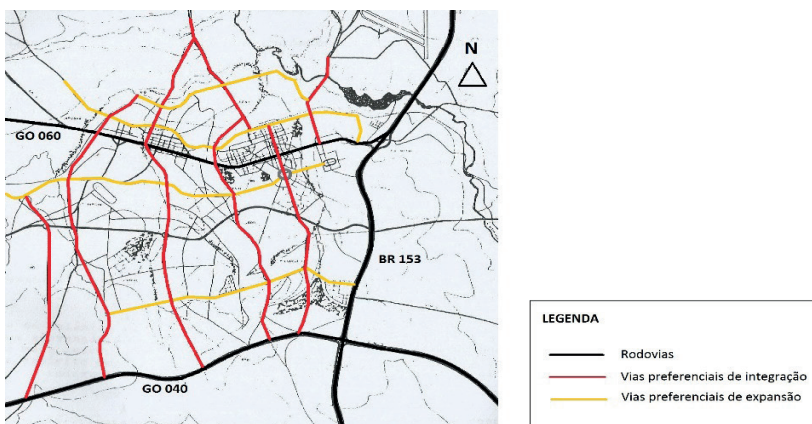 N
GO 060
BR 153
GO 040
LEGENDA
Rodovias
Vias preferenciais de integração
Vias preferenciais de expansão